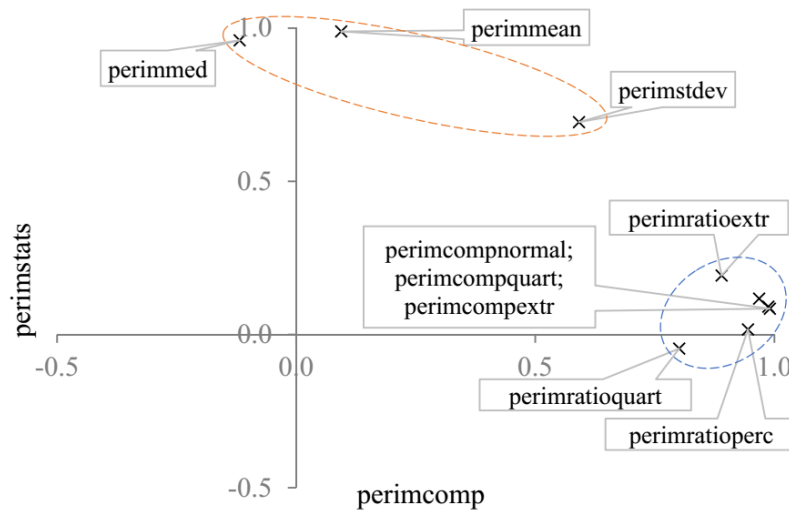 1.0
perimmean
perimmed
perimstdev
0.5
perimratioextr
perimcompnormal;
perimcompquart;
perimcompextr
perimstats
0.0
-0.5
0.0
0.5
1.0
perimratioquart
perimratioperc
-0.5
perimcomp